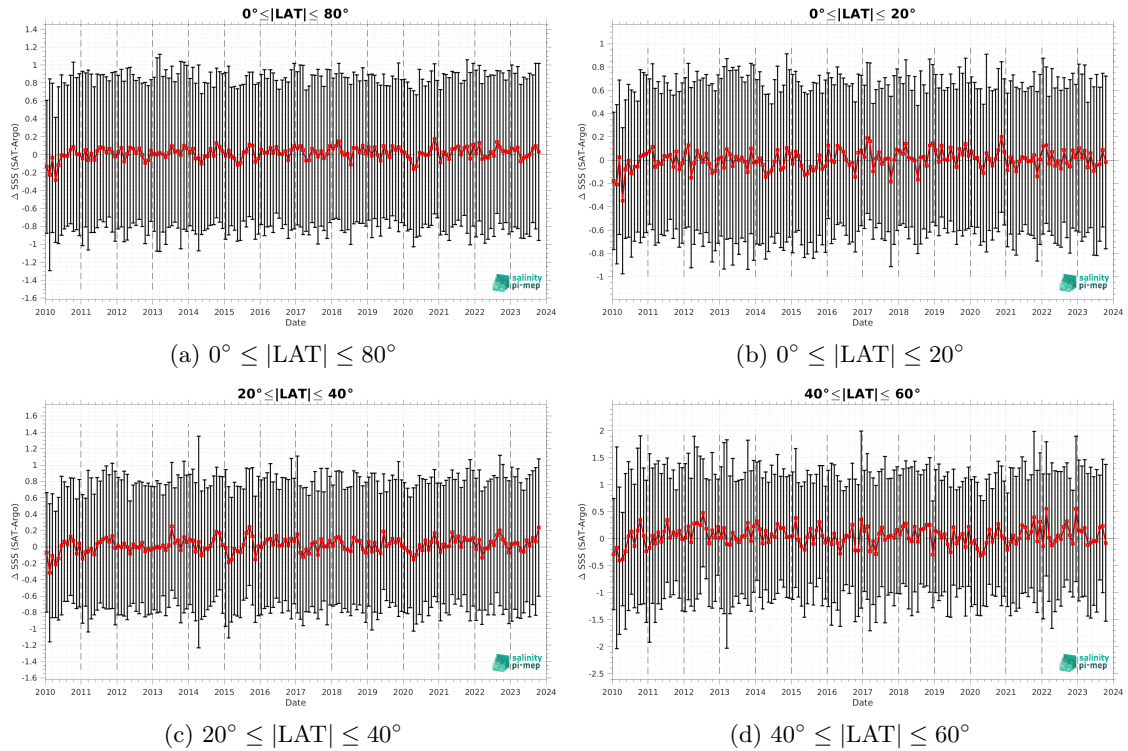 0°≤|LAT|≤ 80°
1.4
1.2
1
0.8
0.6
0.4
0.2
0
-0.2
-0.4
-0.6
-0.8
-1
-1.2
-1.4
-1.6
Δ SSS (SAT-Argo)
salinity
pi-mep
2010 2011 2012 2013 2014 2015 2016 2017 2018 2019 2020 2021 2022 2023 2024
Date
(a) 0° ≤ |LAT| ≤ 80°
0°≤|LAT|≤ 20°
1
0.8
0.6
0.4
0.2
0
-0.2
-0.4
-0.6
-0.8
-1
Δ SSS (SAT-Argo)
salinity
pi-mep
2010 2011 2012 2013 2014 2015 2016 2017 2018 2019 2020 2021 2022 2023 2024
Date
(b) 0° ≤ |LAT| ≤ 20°
20°≤|LAT|≤ 40°
1.6
1.4
1.2
1
0.8
0.6
0.4
0.2
0
-0.2
-0.4
-0.6
-0.8
-1
-1.2
-1.4
-1.6
Δ SSS (SAT-Argo)
salinity
pi-mep
2010 2011 2012 2013 2014 2015 2016 2017 2018 2019 2020 2021 2022 2023 2024
Date
(c) 20° ≤ |LAT| ≤ 40°
40°≤|LAT|≤ 60°
2
1.5
1
0.5
0
-0.5
-1
-1.5
-2
-2.5
Δ SSS (SAT-Argo)
salinity
pi-mep
2010 2011 2012 2013 2014 2015 2016 2017 2018 2019 2020 2021 2022 2023 2024
Date
(d) 40° ≤ |LAT| ≤ 60°